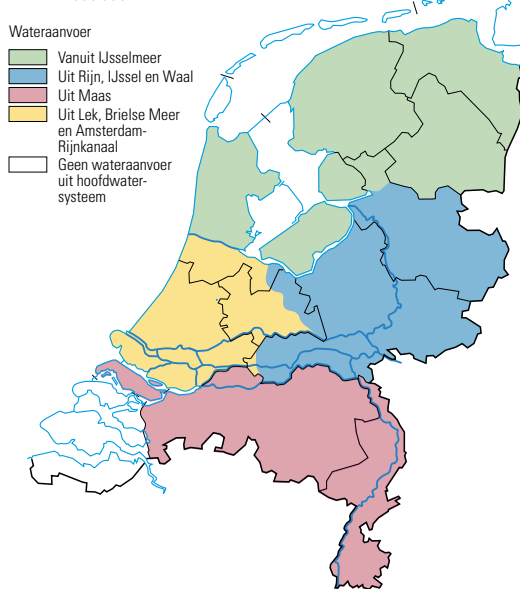 Wateraanvoer
Vanuit IJsselmeer
Uit Rijn, IJssel en Waal
Uit Maas
Uit Lek, Brielse Meer
en Amsterdam-
Rijnkanaal
Geen wateraanvoer
uit hoofdwater-
systeem